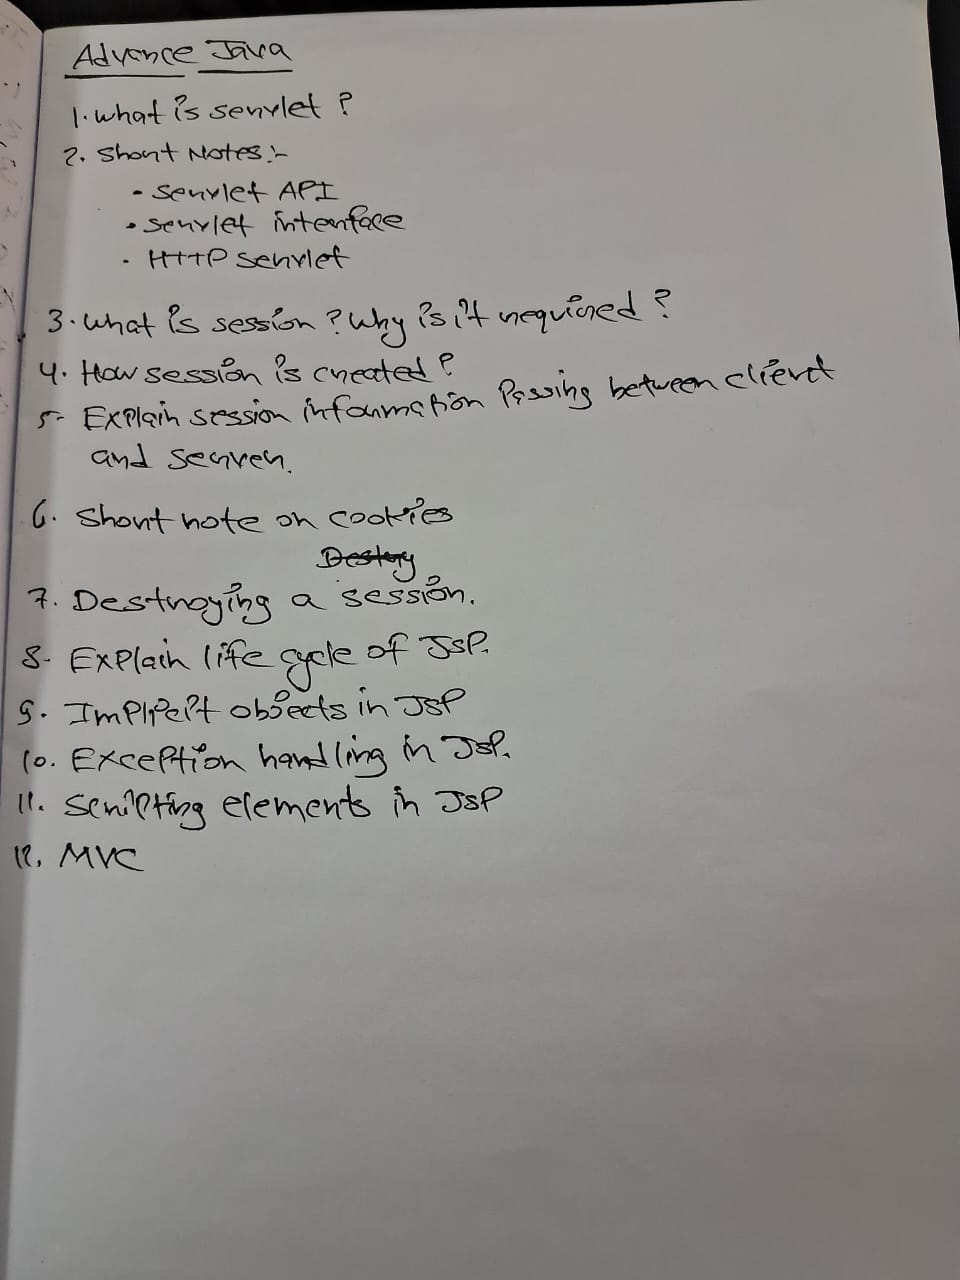 Advance Java
1. What is servlet ?
2. Short Notes:-
• Servlet API
• Servlet interface
• HTTP servlet
3. What is session ? Why is it required ?
4. How session is created ?
5- Explain session information Passing between client
and server.
6. Short note on cookies
Destroying a session.
7. Destroying a session.
8. Explain life cycle of JSP.
9. Implicit objects in JSP
10. Exception handling in JSP.
11. Scripting elements in JSP
12. MVC